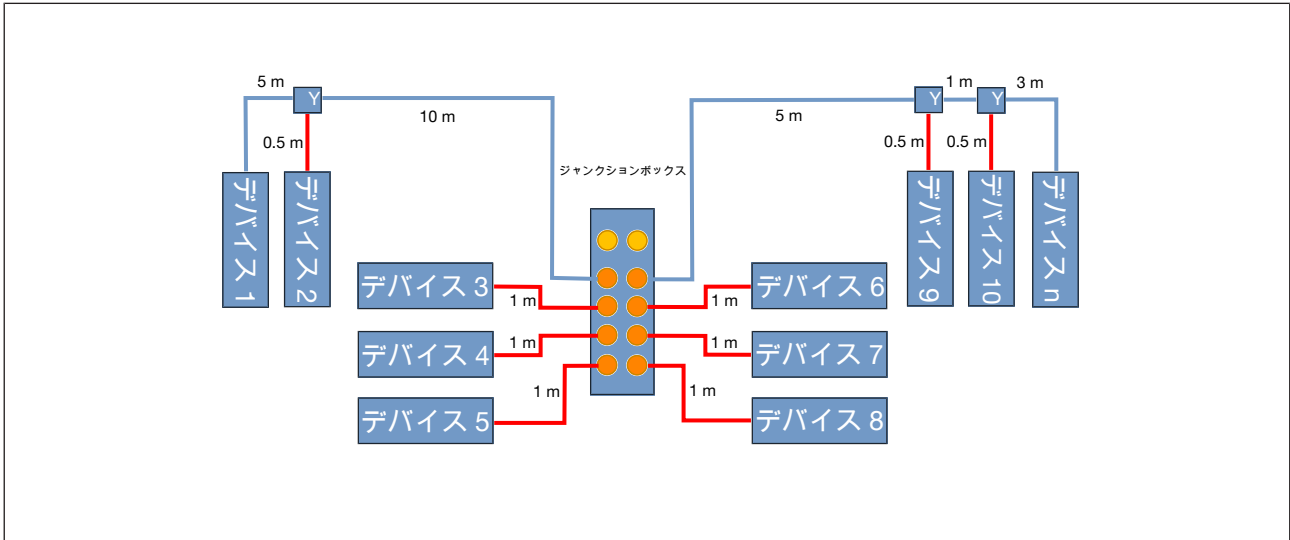 5 m
Y
10 m
0.5 m
デバイス 1
デバイス 2
ジャンクションボックス
5 m
Y
1 m
Y
3 m
0.5 m
0.5 m
デバイス 9
デバイス 10
デバイス n
デバイス 3
1 m
デバイス 4
1 m
デバイス 5
1 m
デバイス 6
1 m
デバイス 7
1 m
デバイス 8
1 m